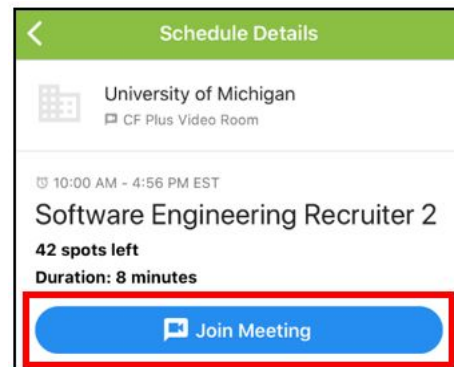 Schedule Details
University of Michigan
CF Plus Video Room
10:00 AM - 4:56 PM EST
Software Engineering Recruiter 2
42 spots left
Duration: 8 minutes
Join Meeting